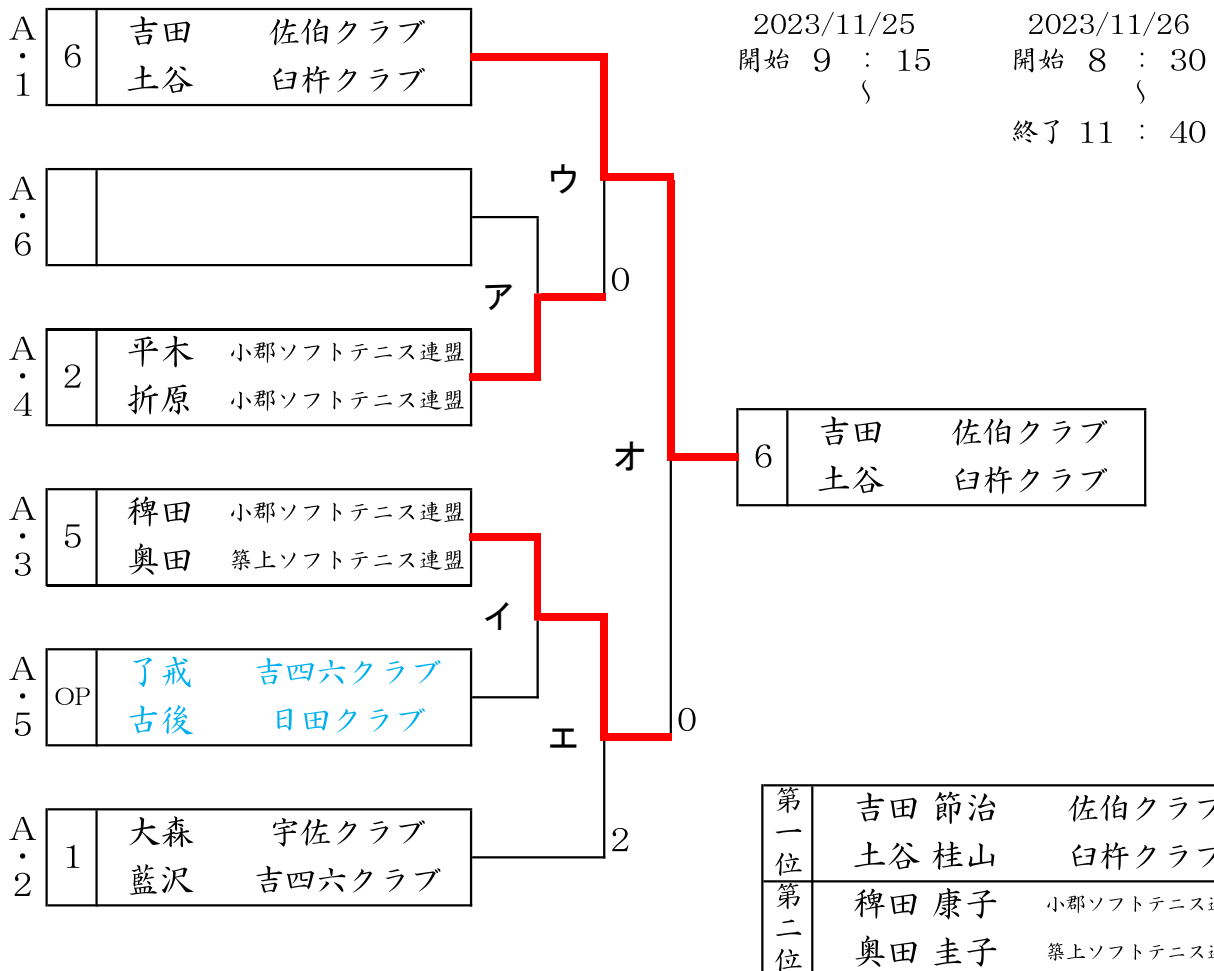 2023/11/25 2023/11/26
開始 9 : 15 開始 8 : 30
~ ~
終了 11 : 40
A・1 6 吉田 佐伯クラブ
土谷 臼杵クラブ
ウ
A・6
ア 0
A・4 2 平木 小郡ソフトテニス連盟
折原 小郡ソフトテニス連盟
オ
6 吉田 佐伯クラブ
土谷 臼杵クラブ
A・3 5 稗田 小郡ソフトテニス連盟
奥田 築上ソフトテニス連盟
イ
A・5 OP 了戒 吉四六クラブ
古後 日田クラブ
エ 0
A・2 1 大森 宇佐クラブ
藍沢 吉四六クラブ
2
第一位 吉田 節治 佐伯クラブ
土谷 桂山 臼杵クラブ
第二位 稗田 康子 小郡ソフトテニス連
奥田 圭子 築上ソフトテニス連